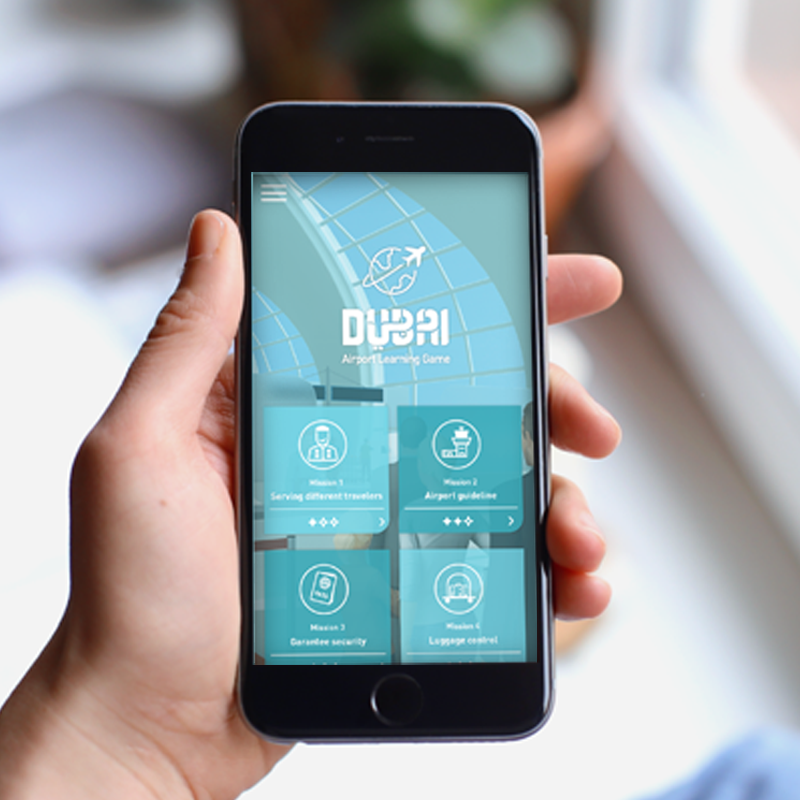 DUBAI
Airport Learning Game
Mission 1
Serving different travelers
Mission 2
Airport guideline
Mission 3
Garantee security
Mission 4
Luggage control